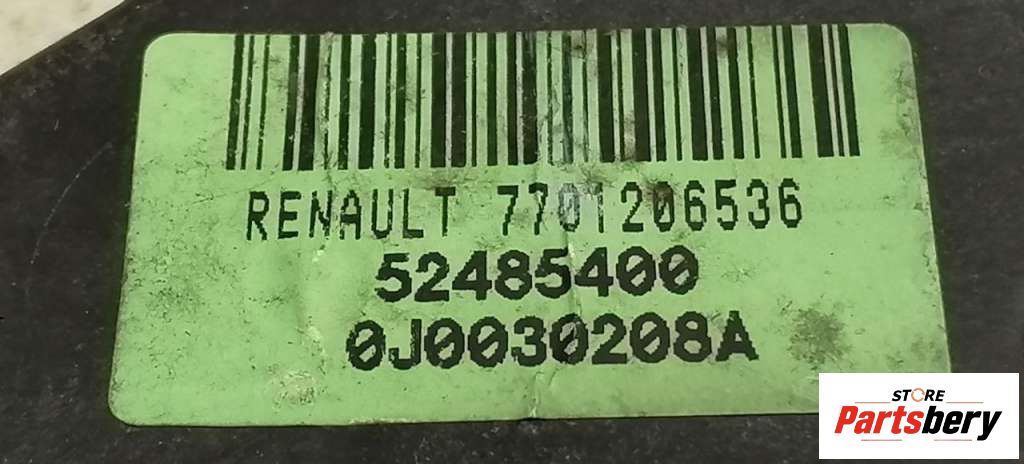 RENAULT 7701206536
52485400
0J0030208A
STORE
Partsbery